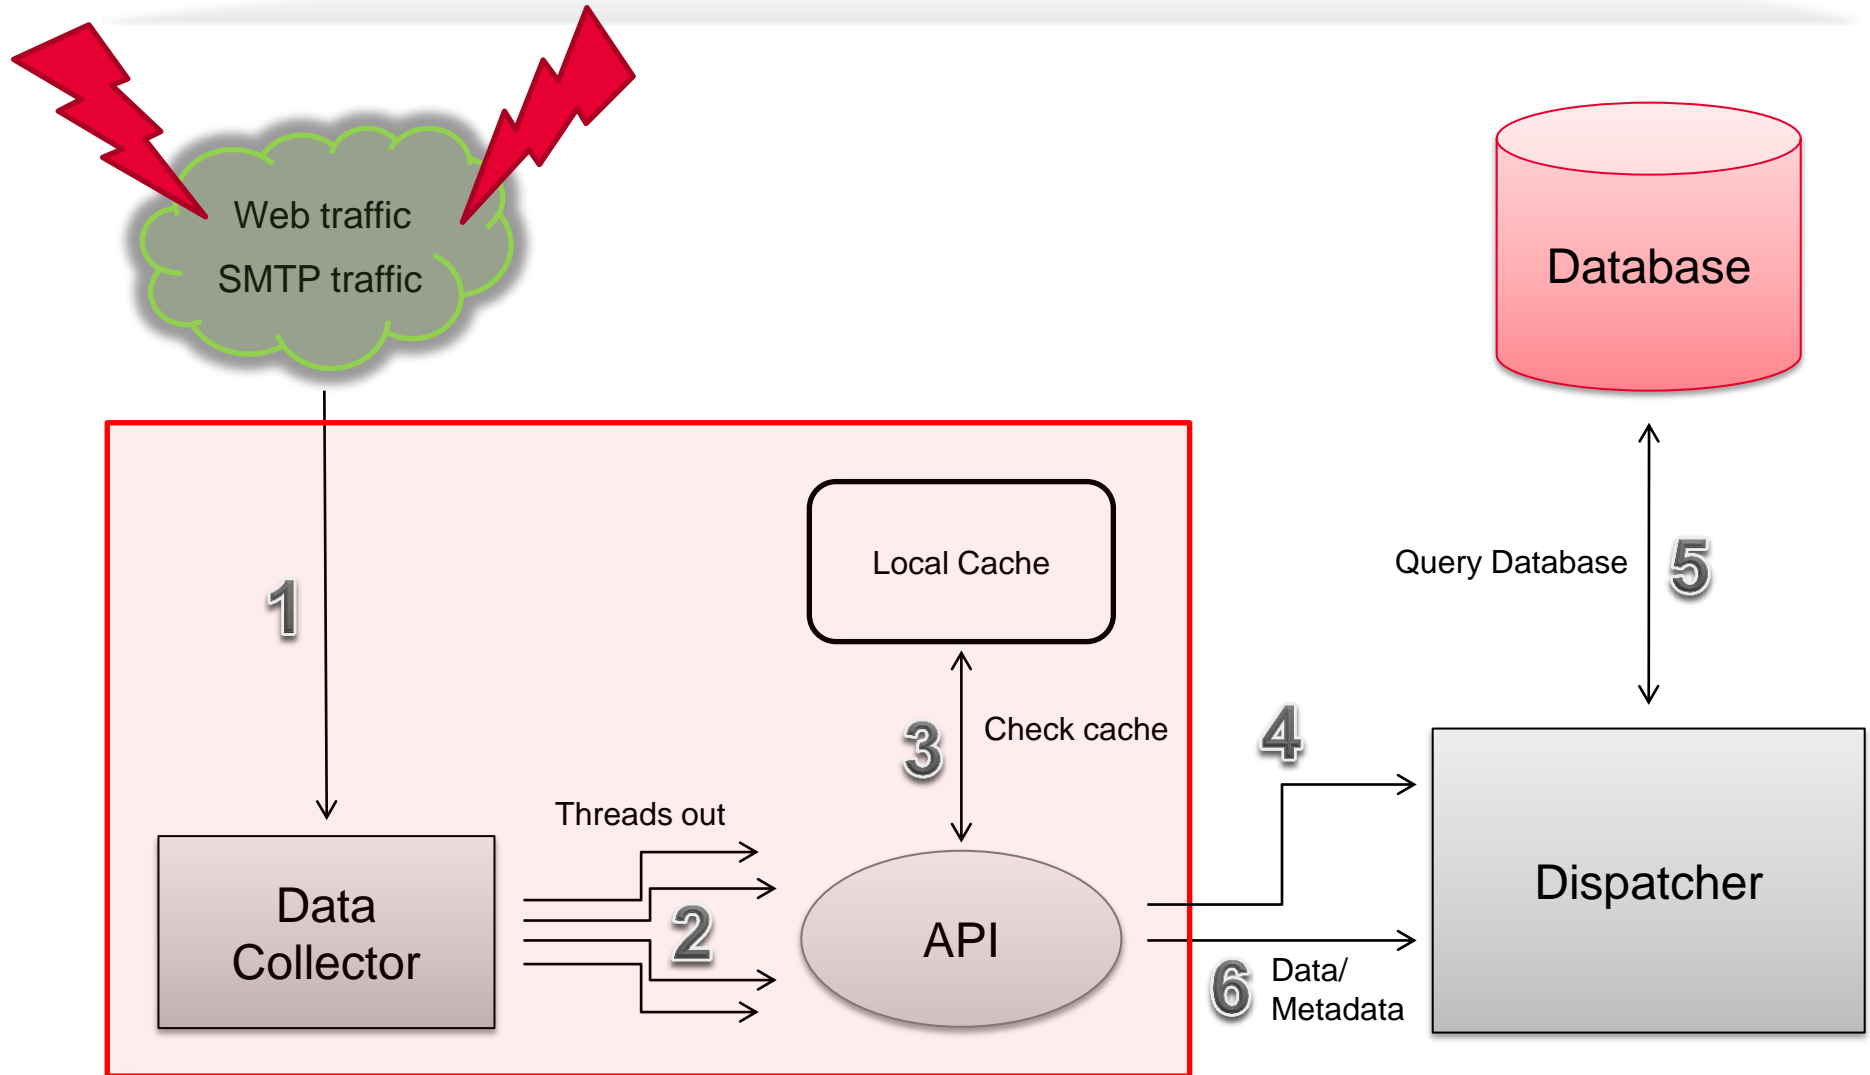 Web traffic
SMTP traffic
Database
1
Local Cache
Query Database
5
3
Check cache
4
Threads out
Data
Collector
2
API
Dispatcher
6
Data/
Metadata